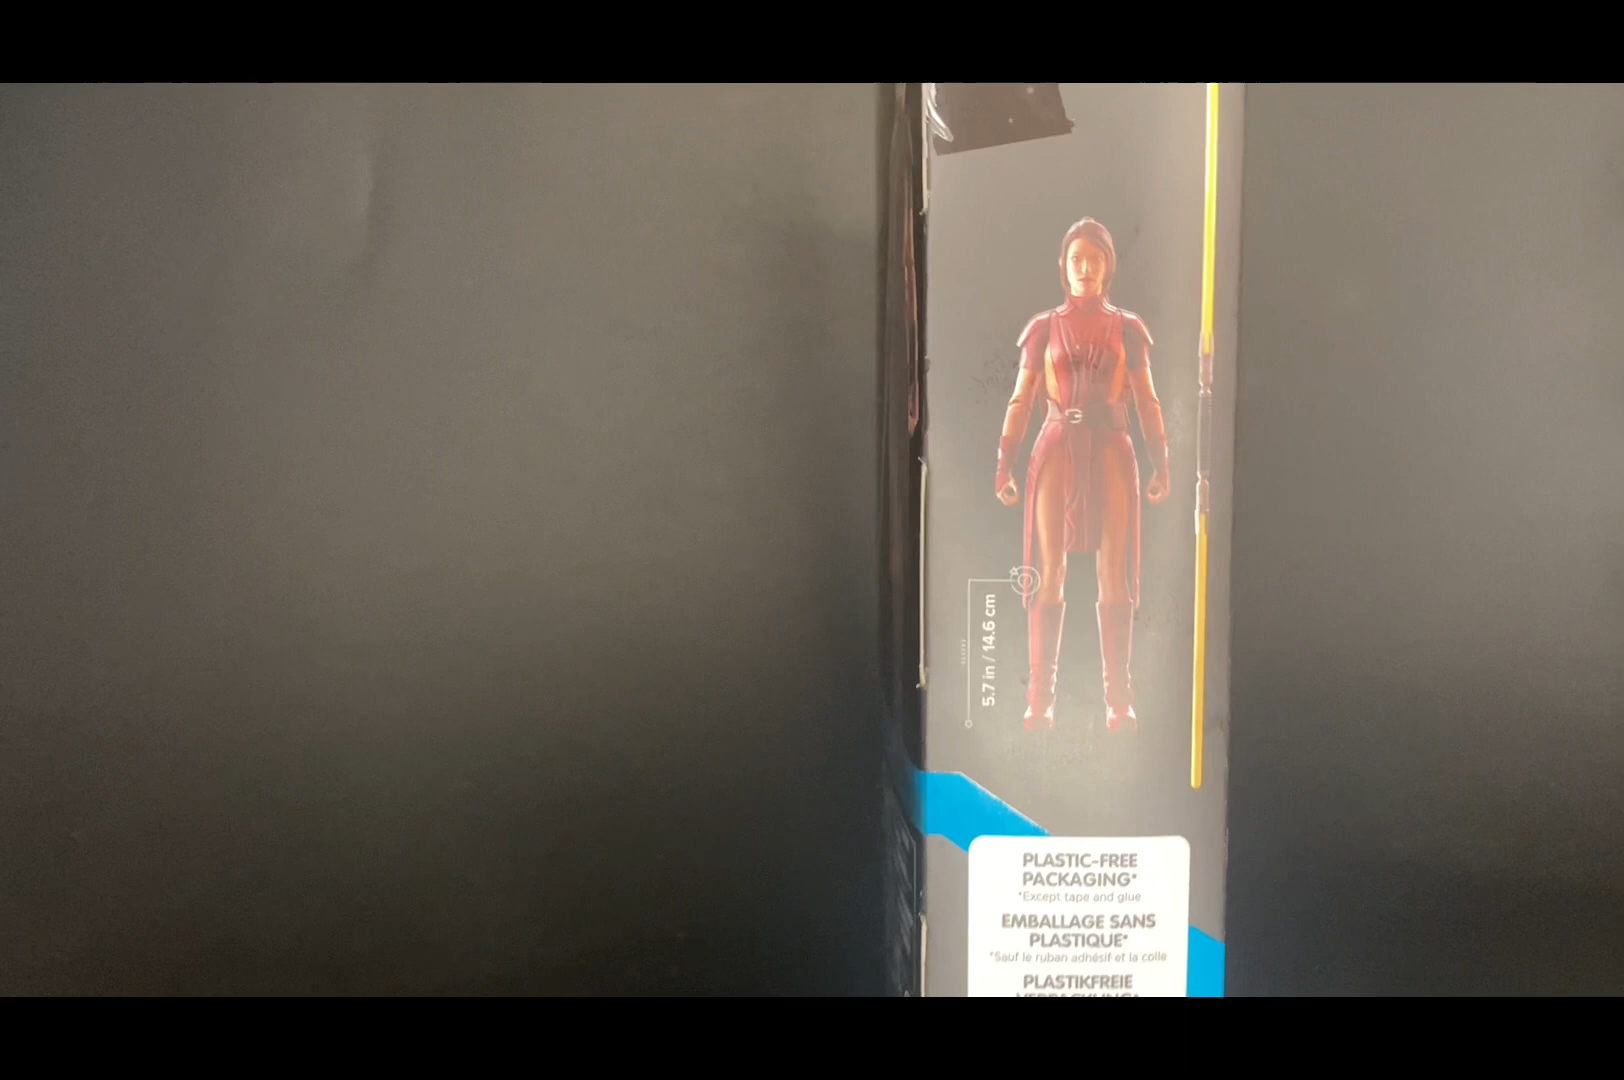 5.7 in / 14.6 cm
PLASTIC-FREE
PACKAGING*
*Except tape and glue
EMBALLAGE SANS
PLASTIQUE*
*Sauf le ruban adhésif et la colle
PLASTIKFREIE